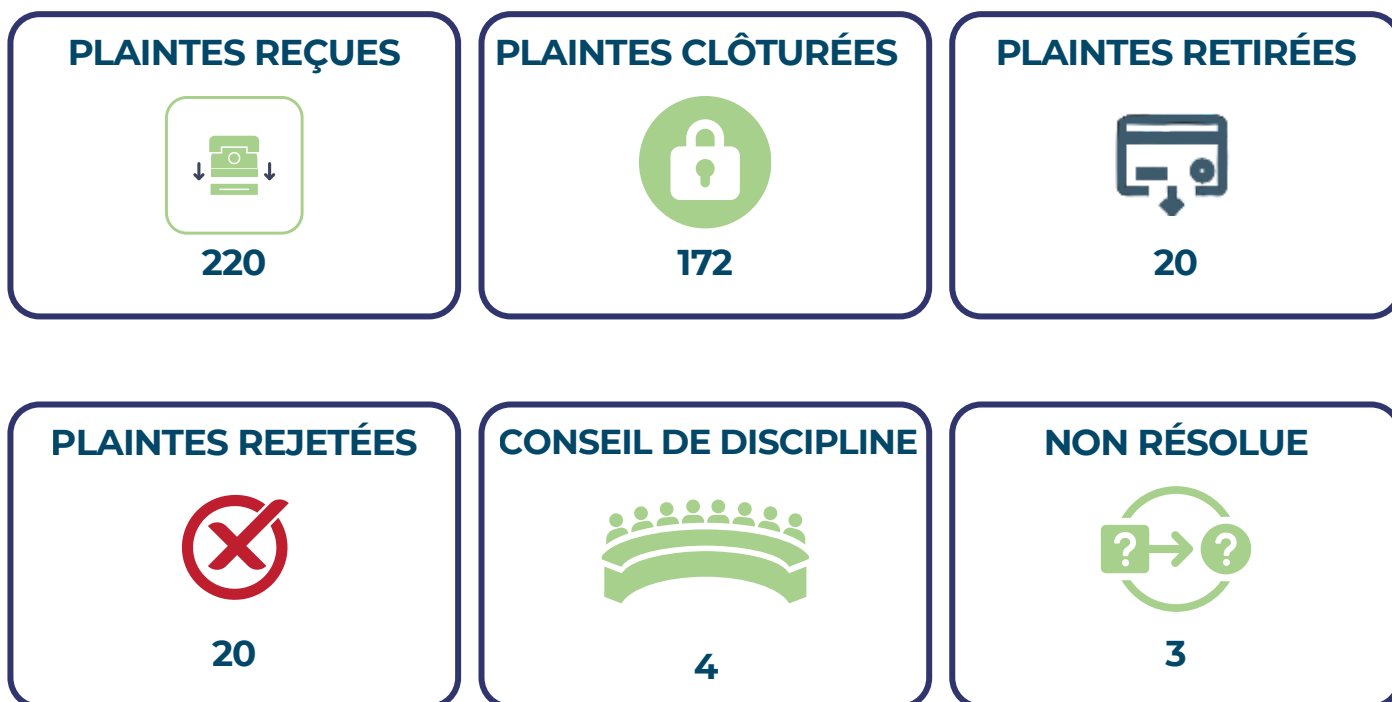 PLAINTES REÇUES
220
PLAINTES CLÔTURÉES
172
PLAINTES RETIRÉES
20
PLAINTES REJETÉES
20
CONSEIL DE DISCIPLINE
4
NON RÉSOLUE
? ?
3